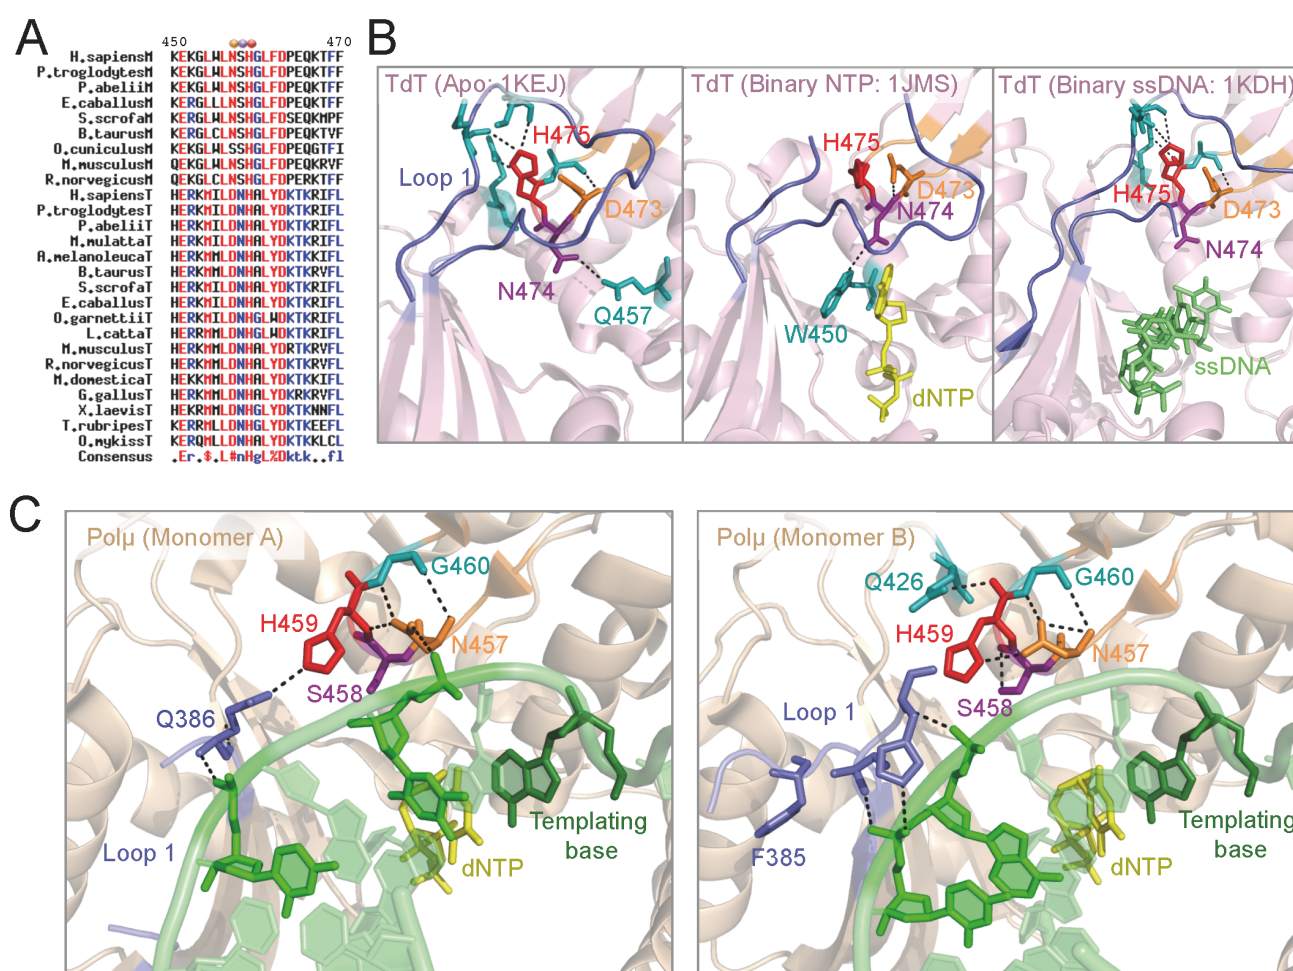 A
450 470
H.sapiensM KEKGLWLNSHGLFDPEQKTFF
P.troglodytesM KEKGLWLNSHGLFDPEQKTFF
P.abeliiM KEKGLWLNSHGLFDPEQKTFF
E.caballusM KERGLLLNSHGLFDPEQKTFF
S.scrofaM KERGLWLNSHGLFDSEQKMPF
B.taurusM KERGLCLNSHGLFDPEQKTVF
O.cuniculusM KEKGLWLSSHGLFDPEQGTFI
M.musculusM QEKGLWLNSHGLFDPEQKRVF
R.norvegicusM QEKGLCLNSHGLFDPERKTFF
H.sapiensT HERKMILDNHALYDKTKRIFL
P.troglodytesT HERKMILDNHALYDKTKRIFL
P.abeliiT HERKMILDNHALYDKTKRIFL
M.mulattaT HERKMILDNHALYDKTKRIFL
A.melanoleucaT HERKMMLDNHALYDKTKKIFL
B.taurusT HERKMMLDNHALYDKTKRVFL
S.scrofaT HERKMILDNHALYDKTKRIFL
E.caballusT HERKMMLDNHALYDKTKRIFL
O.garnettiiT HERKMILDNHGLWDKTKRIFL
L.cattaT HERRMMLDNHALWDKTKRIFL
M.musculusT HERKMMLDNHALYDRTKRVFL
R.norvegicusT HERKMMLDNHALYDKTKRVFL
M.domesticaT HEKKMMLDNHALYDKTKKIFL
G.gallusT HERKMMLDNHALYDKRKRVFL
X.laevisT HEKRMMLDNHGLYDKTKNNFL
T.rubripesT KERRMLLDNHGLYDKTKEEFL
O.mykissT KERQMLLDNHALYDKTKKLCL
Consensus .Er.$.L#nHgL%Dktk..fl
B
TdT (Apo: 1KEJ)
H475
Loop 1
D473
N474
Q457
TdT (Binary NTP: 1JMS)
H475
D473
N474
W450
dNTP
TdT (Binary ssDNA: 1KDH)
H475
D473
N474
ssDNA
C
Polµ (Monomer A)
G460
H459
N457
S458
Q386
Templating
base
Loop 1
dNTP
Polµ (Monomer B)
Q426
G460
H459
N457
S458
Loop 1
Templating
base
F385
dNTP